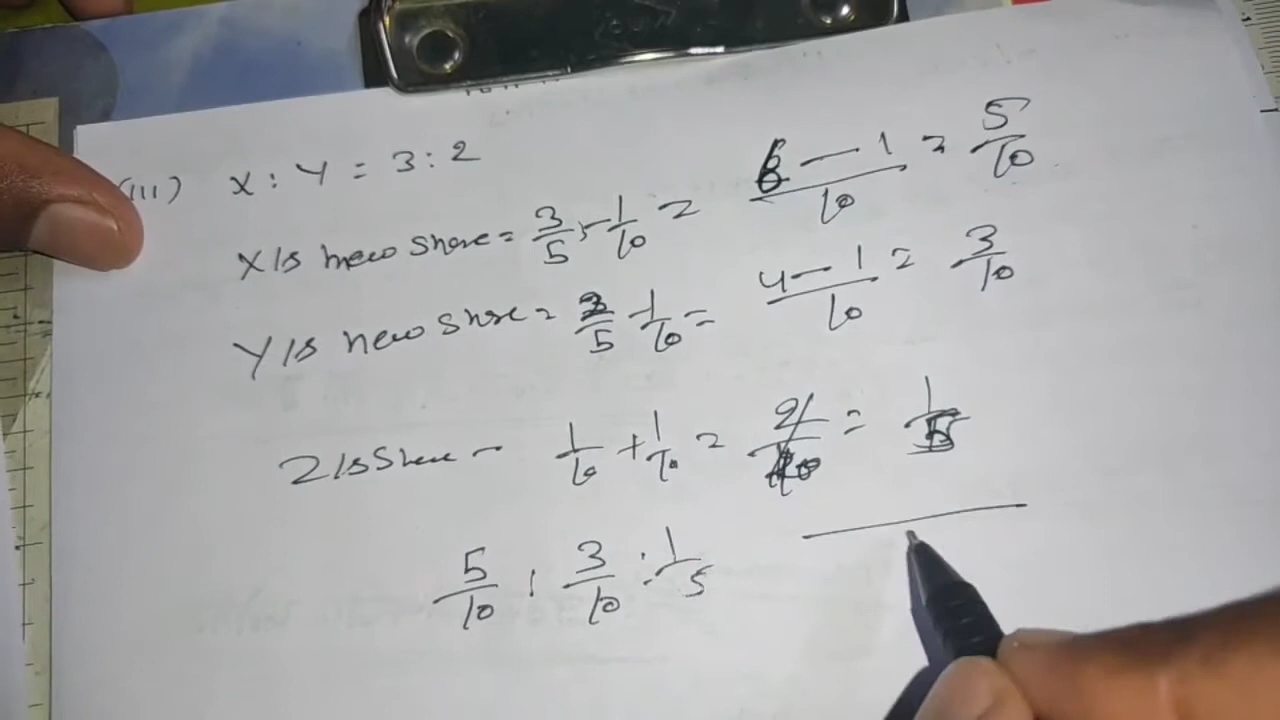 (111) X : Y = 3 : 2
X's new share = 3/5 - 1/10 = 6 - 1/10 = 5/10
Y's new share = 2/5 - 1/10 = 4 - 1/10 = 3/10
Z's Share - 1/10 + 1/10 = 2/10 = 1/5
5/10 : 3/10 : 1/5